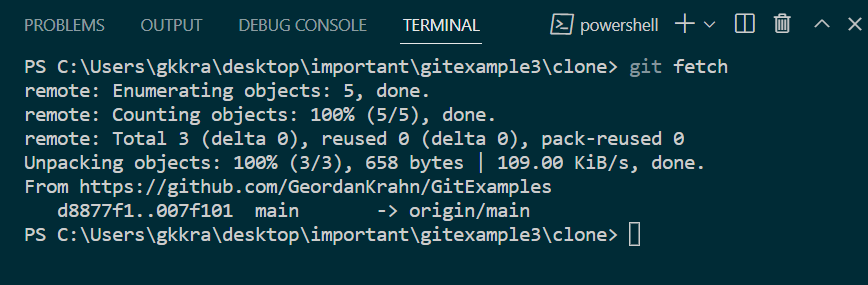 PROBLEMS OUTPUT DEBUG CONSOLE TERMINAL powershell
PS C:\Users\gkkra\desktop\important\gitexample3\clone> git fetch
remote: Enumerating objects: 5, done.
remote: Counting objects: 100% (5/5), done.
remote: Total 3 (delta 0), reused 0 (delta 0), pack-reused 0
Unpacking objects: 100% (3/3), 658 bytes | 109.00 KiB/s, done.
From https://github.com/GeordanKrahn/GitExamples
   d8877f1..007f101  main       -> origin/main
PS C:\Users\gkkra\desktop\important\gitexample3\clone>